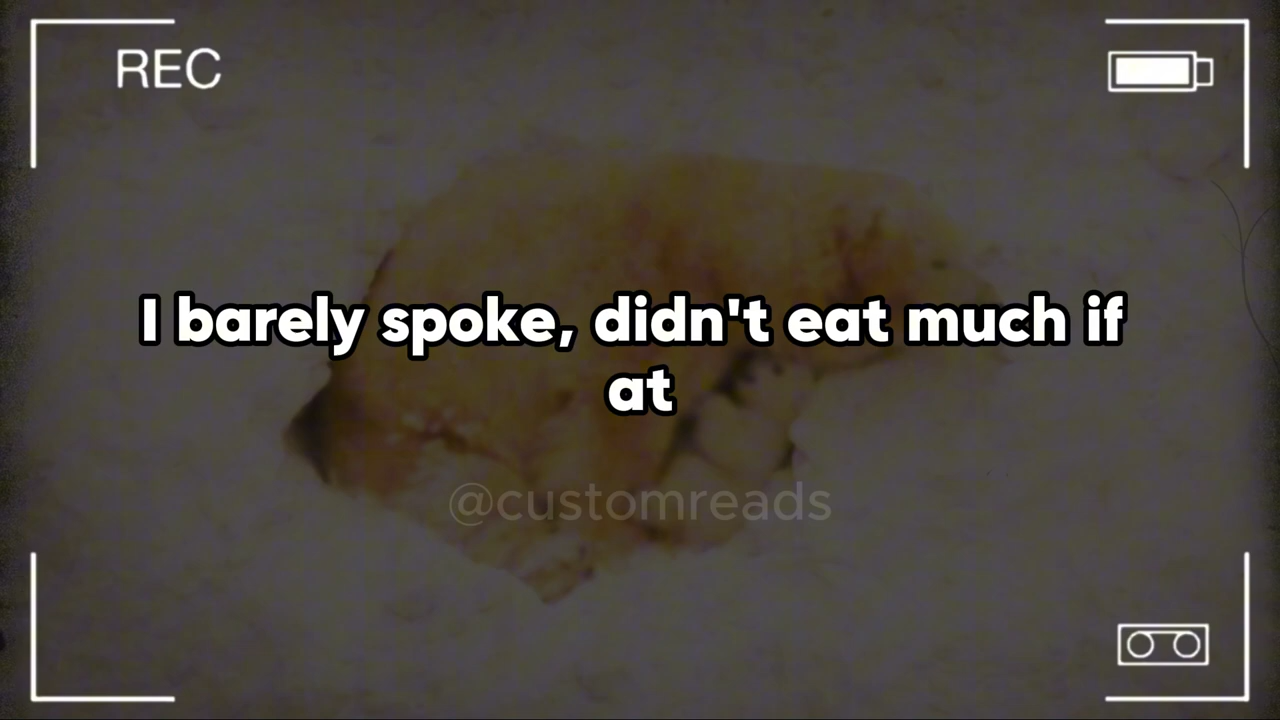 REC
I barely spoke, didn't eat much if
at
@customreads